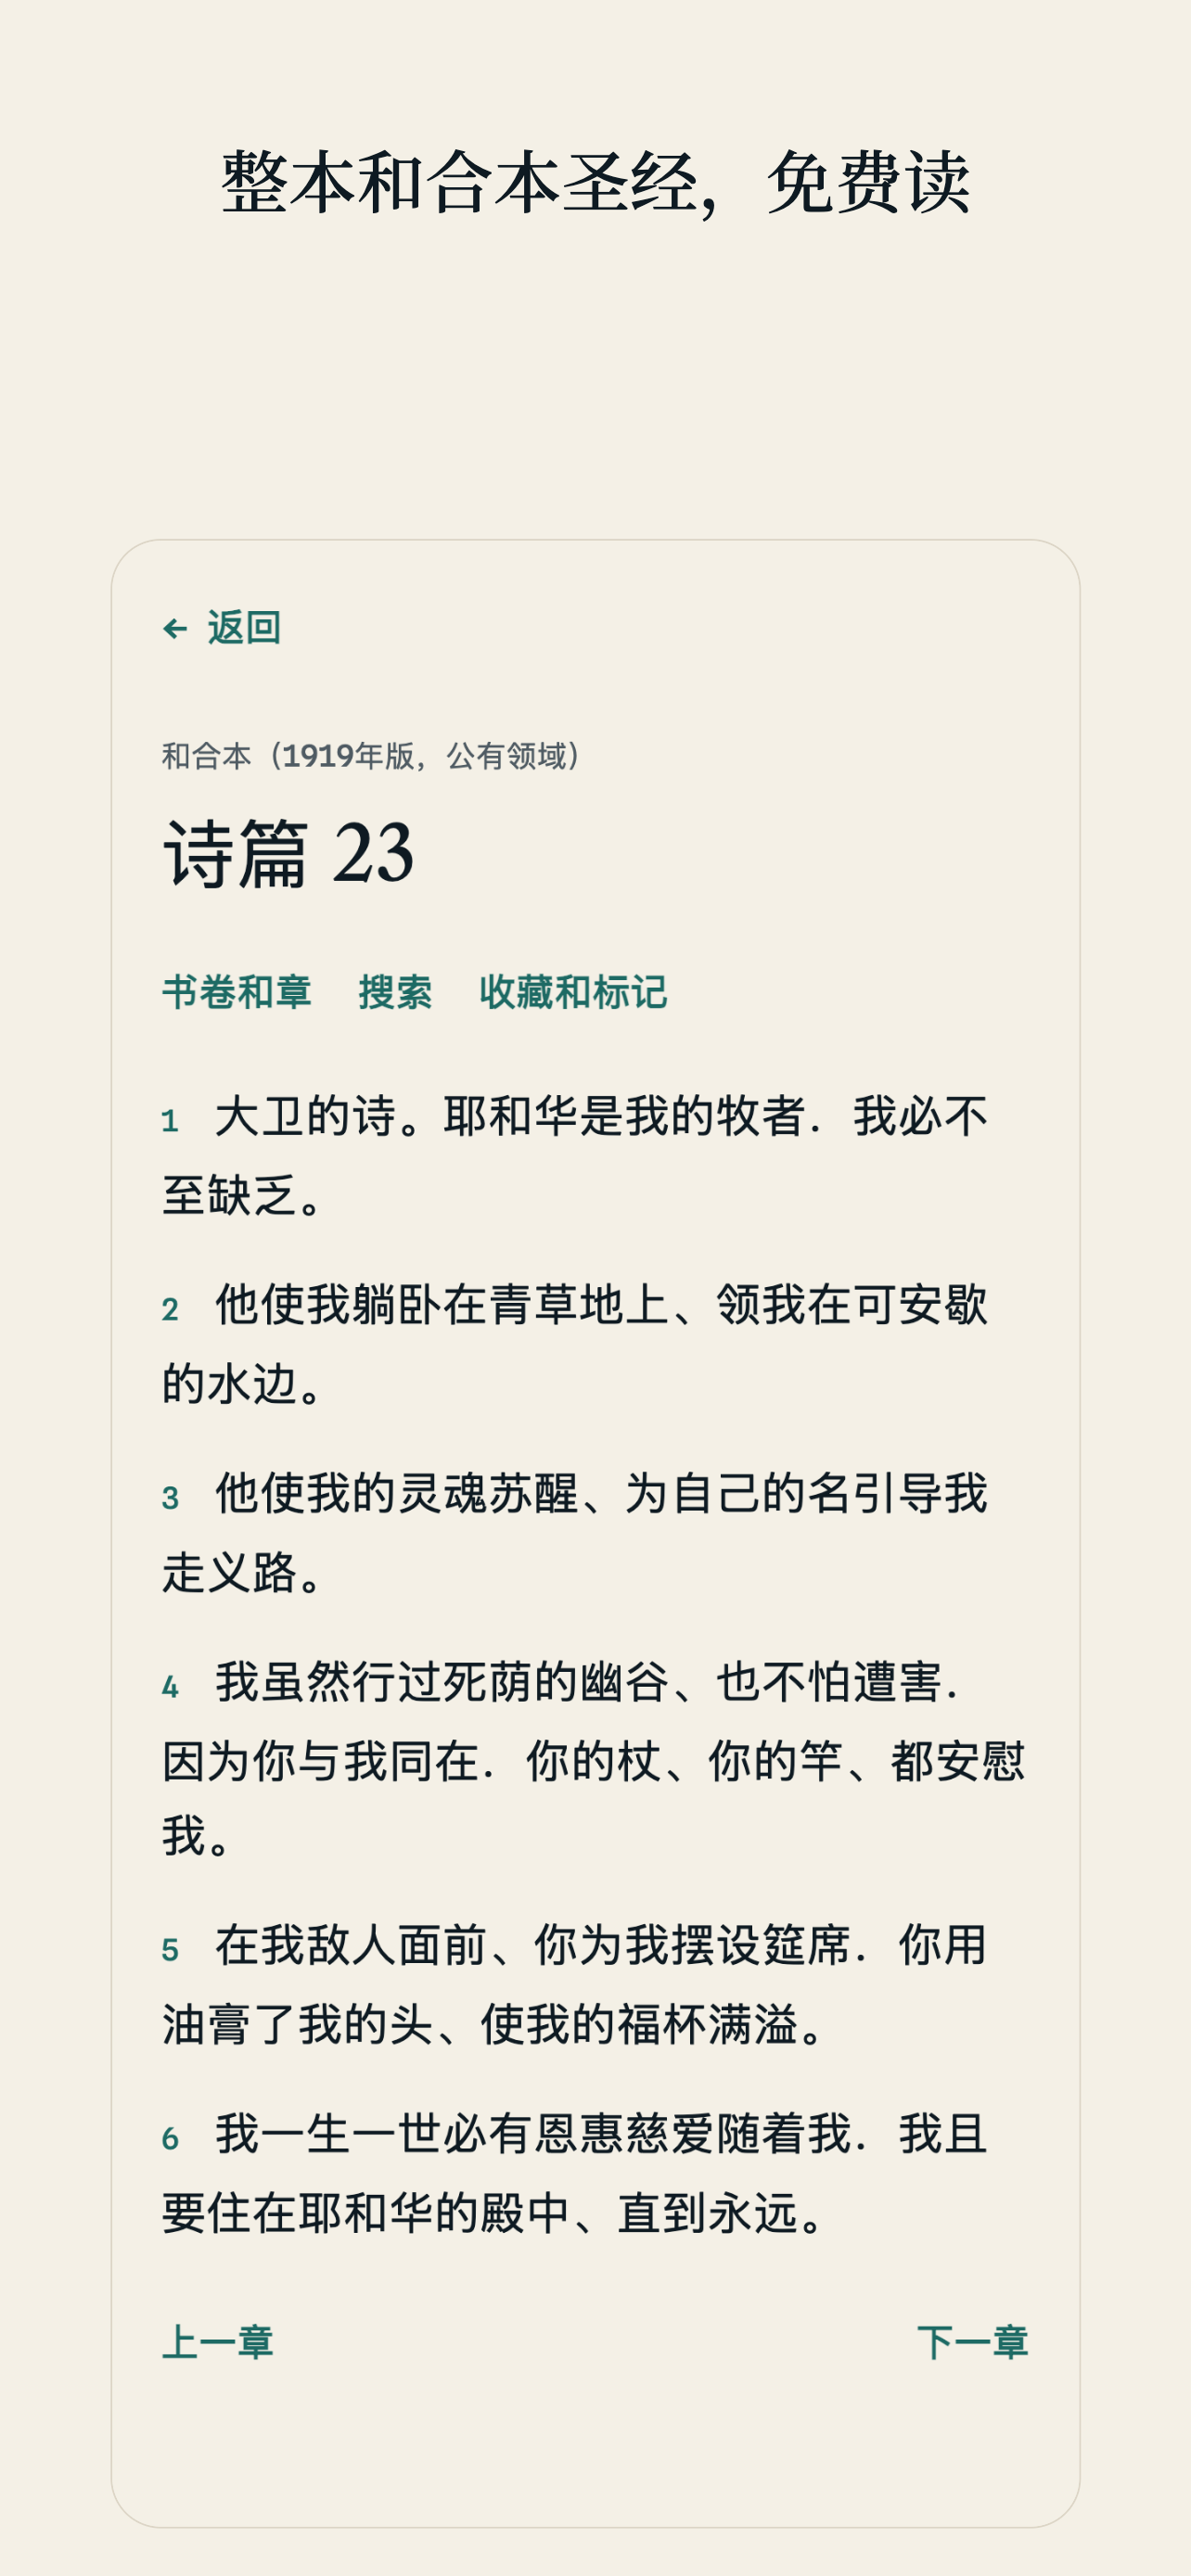 整本和合本圣经，免费读
← 返回
和合本（1919年版，公有领域）
诗篇 23
书卷和章 搜索 收藏和标记
1 大卫的诗。耶和华是我的牧者．我必不
至缺乏。
2 他使我躺卧在青草地上、领我在可安歇
的水边。
3 他使我的灵魂苏醒、为自己的名引导我
走义路。
4 我虽然行过死荫的幽谷、也不怕遭害．
因为你与我同在．你的杖、你的竿、都安慰
我。
5 在我敌人面前、你为我摆设筵席．你用
油膏了我的头、使我的福杯满溢。
6 我一生一世必有恩惠慈爱随着我．我且
要住在耶和华的殿中、直到永远。
上一章 下一章